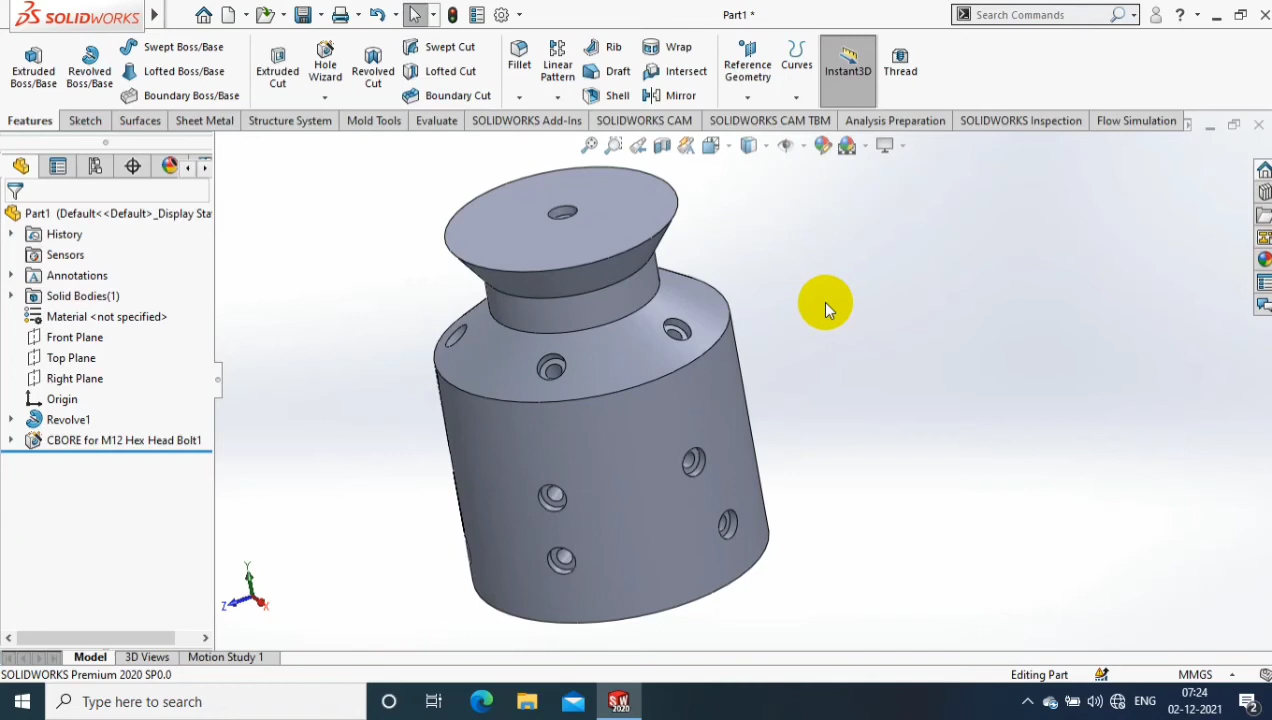 SOLIDWORKS
Part1 *
Search Commands
Extruded Boss/Base
Revolved Boss/Base
Swept Boss/Base
Lofted Boss/Base
Boundary Boss/Base
Extruded Cut
Hole Wizard
Revolved Cut
Swept Cut
Lofted Cut
Boundary Cut
Fillet
Linear Pattern
Rib
Draft
Shell
Wrap
Intersect
Mirror
Reference Geometry
Curves
Instant3D
Thread
Features
Sketch
Surfaces
Sheet Metal
Structure System
Mold Tools
Evaluate
SOLIDWORKS Add-Ins
SOLIDWORKS CAM
SOLIDWORKS CAM TBM
Analysis Preparation
SOLIDWORKS Inspection
Flow Simulation
Part1 (Default<<Default>_Display Sta
History
Sensors
Annotations
Solid Bodies(1)
Material <not specified>
Front Plane
Top Plane
Right Plane
Origin
Revolve1
CBORE for M12 Hex Head Bolt1
Y
Z
X
Model
3D Views
Motion Study 1
SOLIDWORKS Premium 2020 SP0.0
Editing Part
MMGS
Type here to search
SW
2020
ENG
07:24
02-12-2021
2